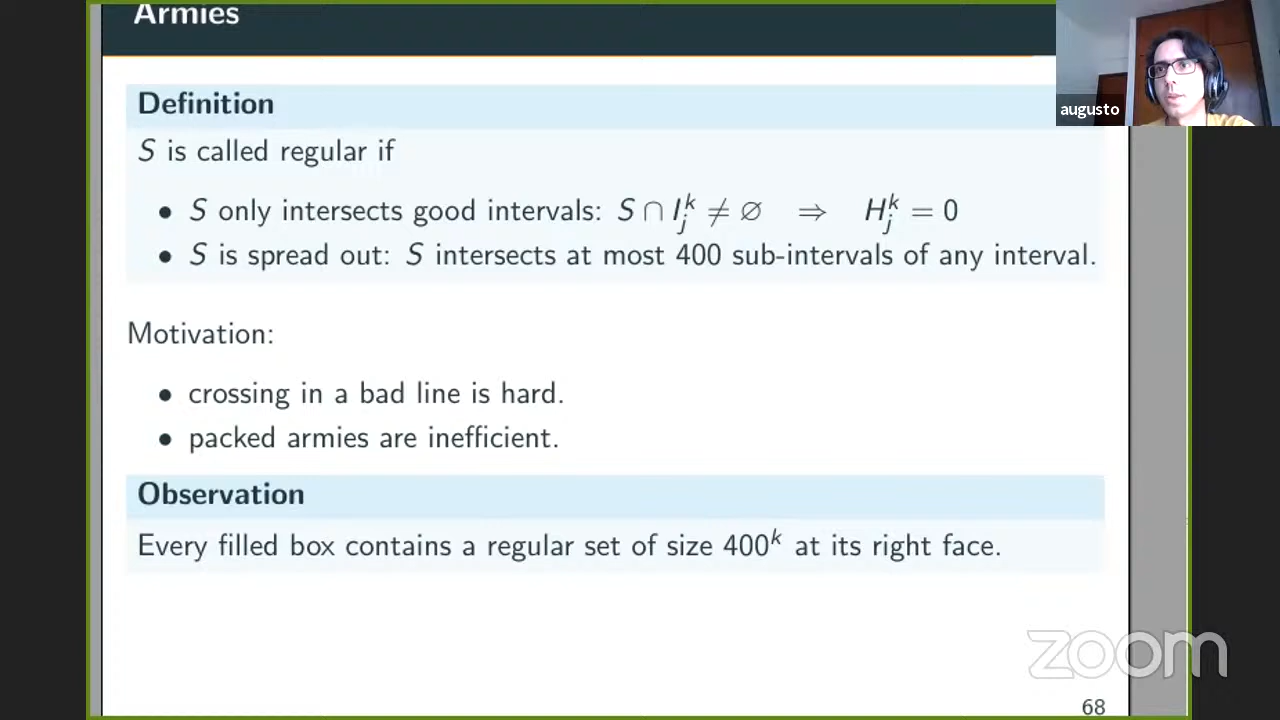 Armies
augusto
Definition
S is called regular if
• S only intersects good intervals: S ∩ I_j^k ≠ ∅ ⇒ H_j^k = 0
• S is spread out: S intersects at most 400 sub-intervals of any interval.
Motivation:
• crossing in a bad line is hard.
• packed armies are inefficient.
Observation
Every filled box contains a regular set of size 400^k at its right face.
zoom
68